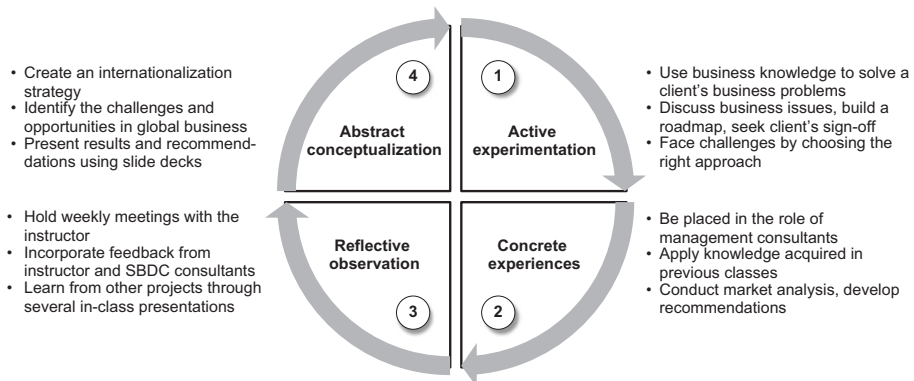 • Create an internationalization
strategy
• Identify the challenges and
opportunities in global business
• Present results and recommend-
dations using slide decks
4
Abstract
conceptualization
1
Active
experimentation
• Use business knowledge to solve a
client's business problems
• Discuss business issues, build a
roadmap, seek client's sign-off
• Face challenges by choosing the
right approach
• Hold weekly meetings with the
instructor
• Incorporate feedback from
instructor and SBDC consultants
• Learn from other projects through
several in-class presentations
Reflective
observation
3
Concrete
experiences
2
• Be placed in the role of
management consultants
• Apply knowledge acquired in
previous classes
• Conduct market analysis, develop
recommendations